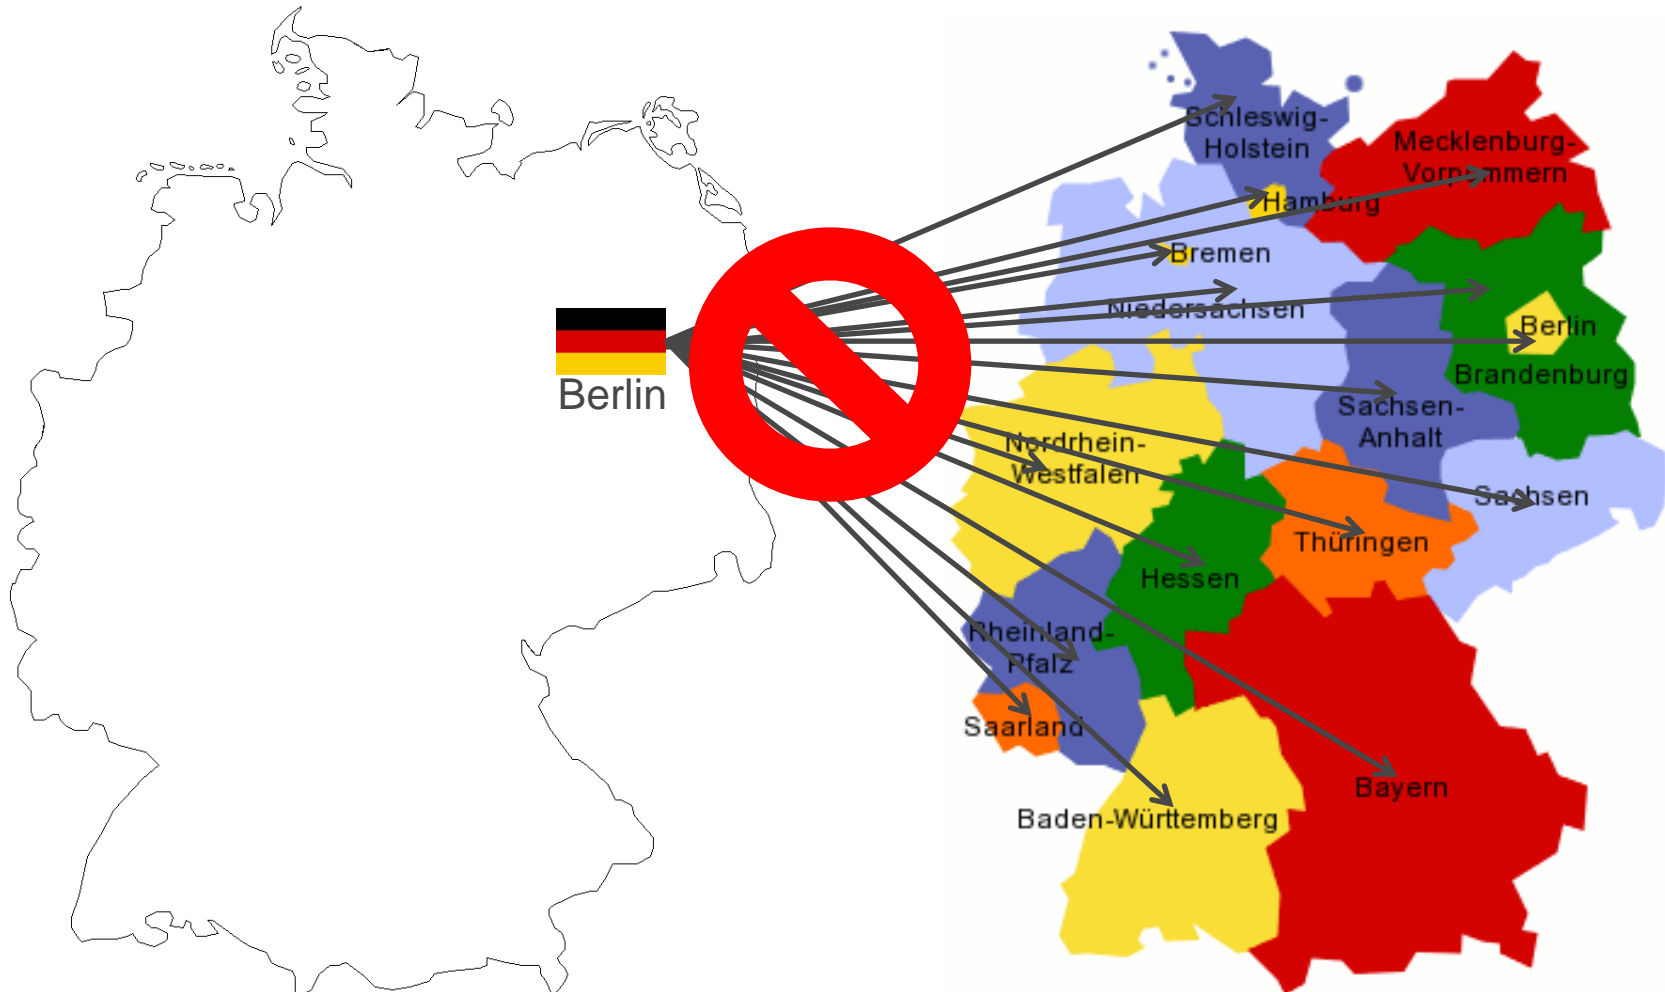 Berlin
Schleswig-
Holstein
Mecklenburg-
Vorpommern
Hamburg
Bremen
Niedersachsen
Berlin
Brandenburg
Sachsen-
Anhalt
Nordrhein-
Westfalen
Sachsen
Thüringen
Hessen
Rheinland-
Pfalz
Saarland
Bayern
Baden-Württemberg